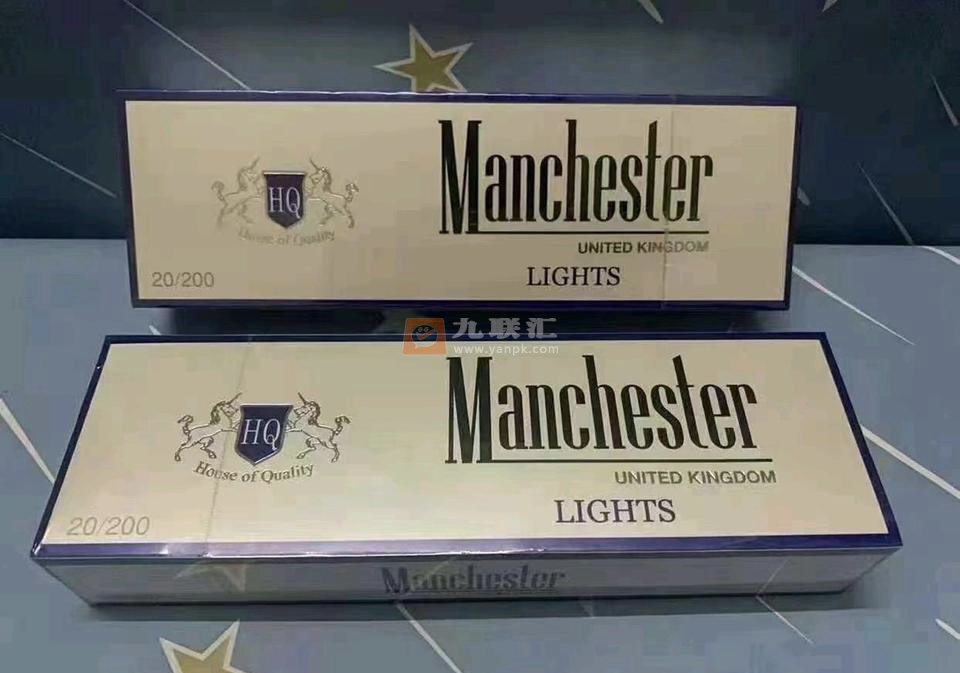 HQ
House of Quality
Manchester
UNITED KINGDOM
LIGHTS
20/200
九联汇
www.yanpk.com
HQ
House of Quality
Manchester
UNITED KINGDOM
LIGHTS
20/200
Manchester